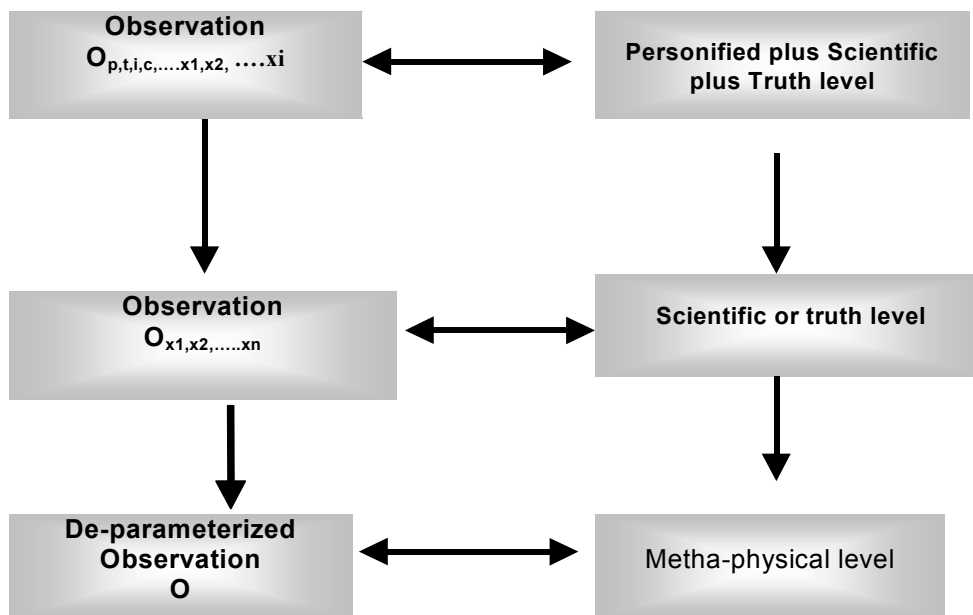 Observation
Op,t,i,c,....x1,x2, ....xi
Personified plus Scientific
plus Truth level
Observation
Ox1,x2,.....xn
Scientific or truth level
De-parameterized
Observation
O
Metha-physical level